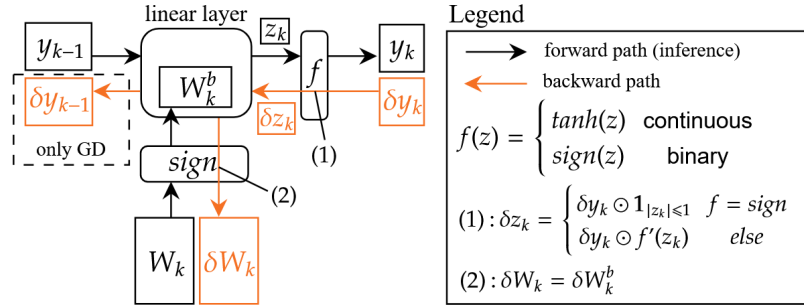 linear layer
y_{k-1}
z_k
y_k
f
W_k^b
δy_{k-1}
δz_k
δy_k
only GD
(1)
sign
(2)
W_k
δW_k
Legend
forward path (inference)
backward path
f(z) = { tanh(z) continuous
sign(z) binary
(1) : δz_k = { δy_k ⊙ 1_{|z_k|⩽1} f = sign
δy_k ⊙ f'(z_k) else
(2) : δW_k = δW_k^b